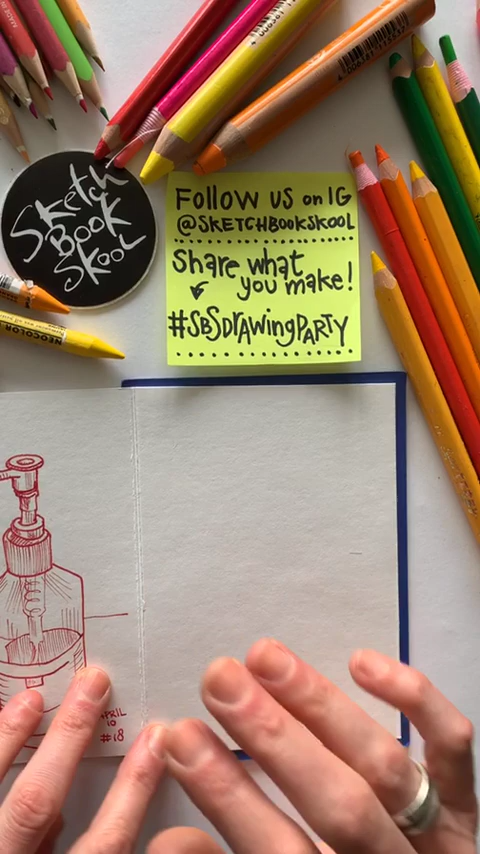 Sketch
Book
Skool
FOLLOW US on IG
@SKETCHBOOKSKOOL
Share what
you make!
#SBSDRAWINGPARTY
NEOCOLOR
APRIL
10
#18